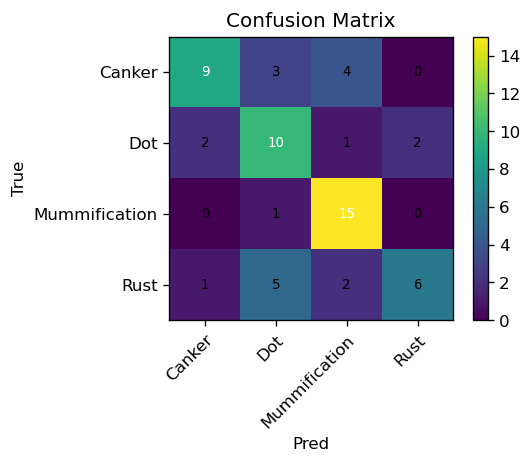 Confusion Matrix
True
Canker 9 3 4 0
Dot 2 10 1 2
Mummification 0 1 15 0
Rust 1 5 2 6
Canker Dot Mummification Rust
Pred
14
12
10
8
6
4
2
0